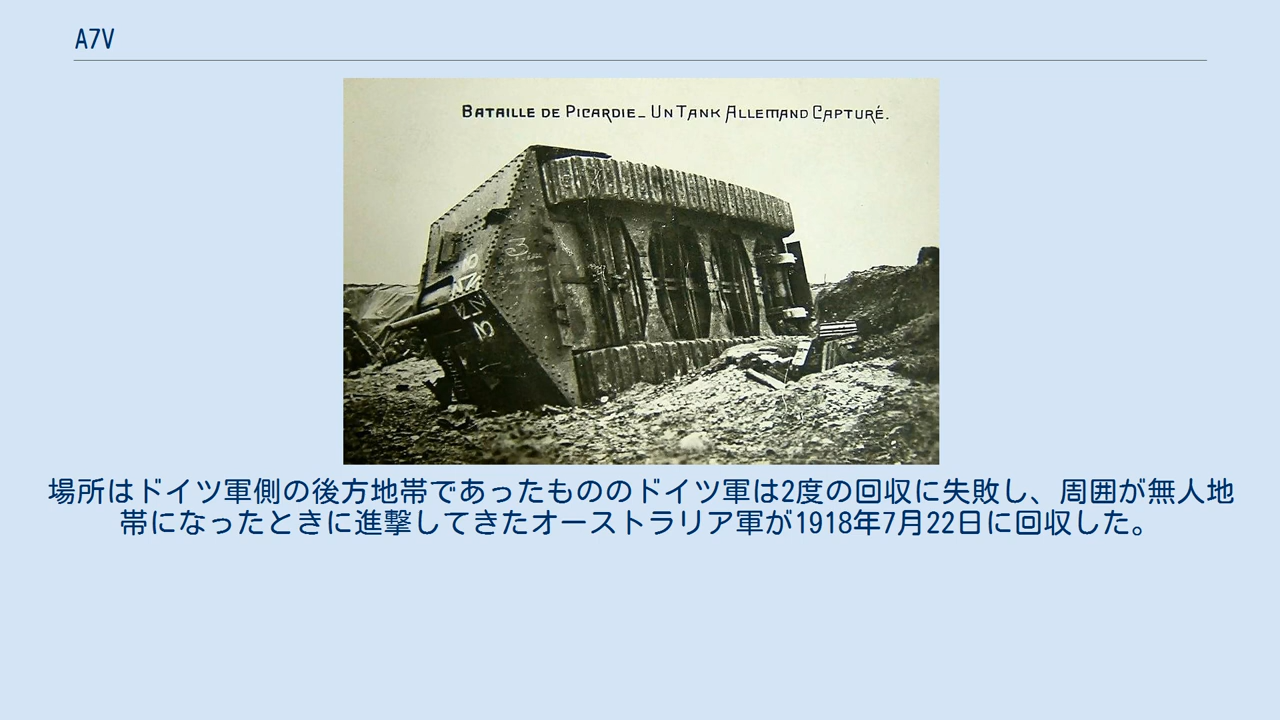 A7V
BATAILLE DE PICARDIE_ UN TANK ALLEMAND CAPTURÉ.
3
場所はドイツ軍側の後方地帯であったもののドイツ軍は2度の回収に失敗し、周囲が無人地
帯になったときに進撃してきたオーストラリア軍が1918年7月22日に回収した。